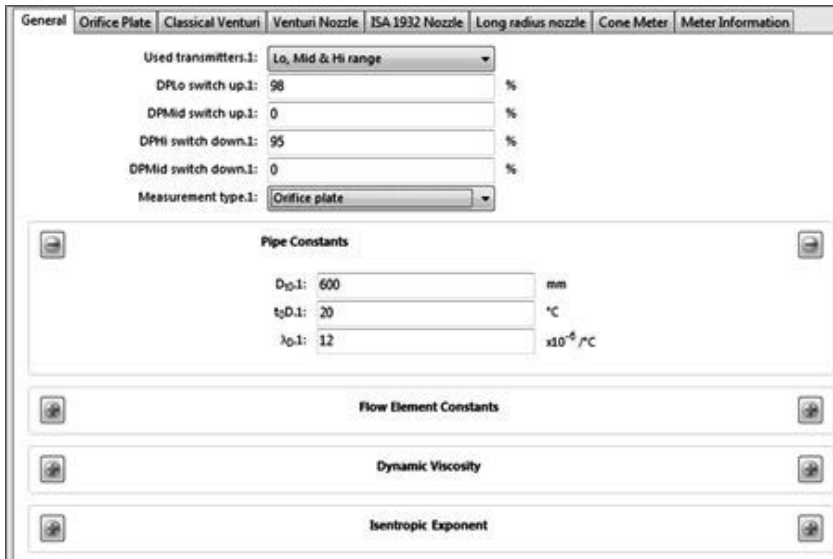 General Orifice Plate Classical Venturi Venturi Nozzle ISA 1932 Nozzle Long radius nozzle Cone Meter Meter Information
Used transmitters.1: Lo, Mid & Hi range
DPLo switch up.1: 98 %
DPMid switch up.1: 0 %
DPHi switch down.1: 95 %
DPMid switch down.1: 0 %
Measurement type.1: Orifice plate
Pipe Constants
D₁₀.1: 600 mm
t₀D.1: 20 °C
λD.1: 12 x10⁻⁶ /°C
Flow Element Constants
Dynamic Viscosity
Isentropic Exponent